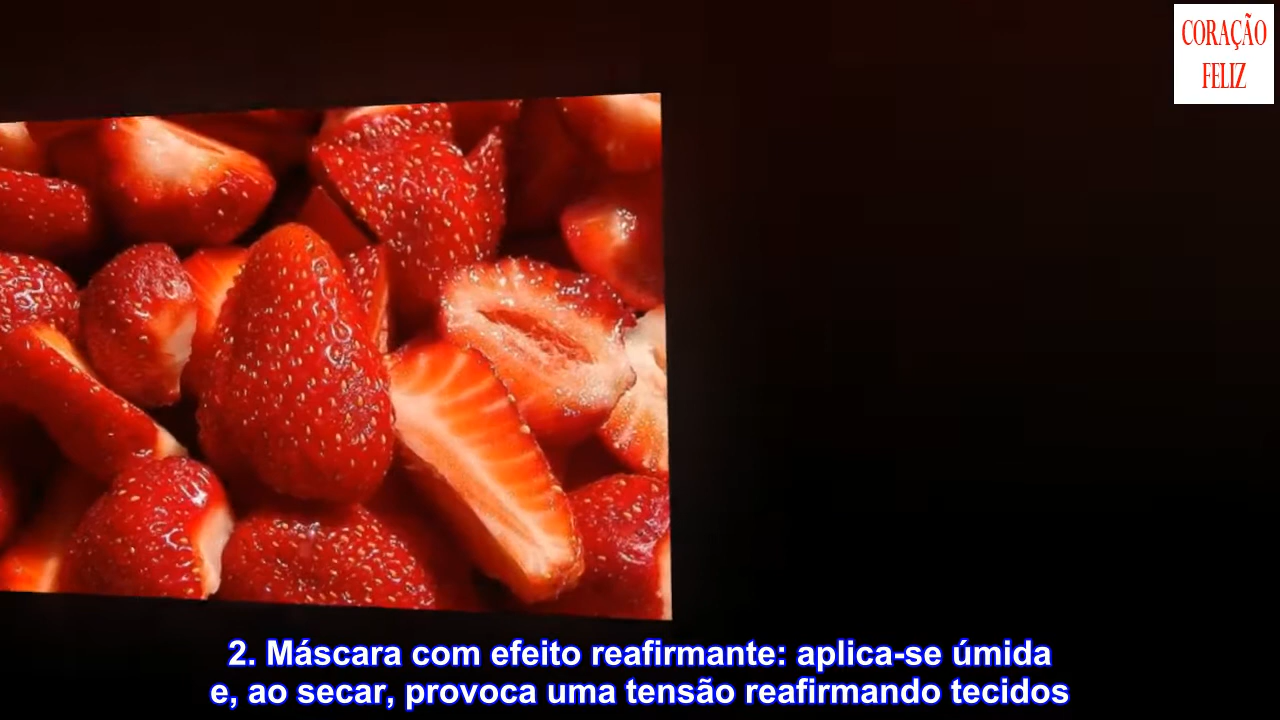 CORAÇÃO
FELIZ
2. Máscara com efeito reafirmante: aplica-se úmida
e, ao secar, provoca uma tensão reafirmando tecidos